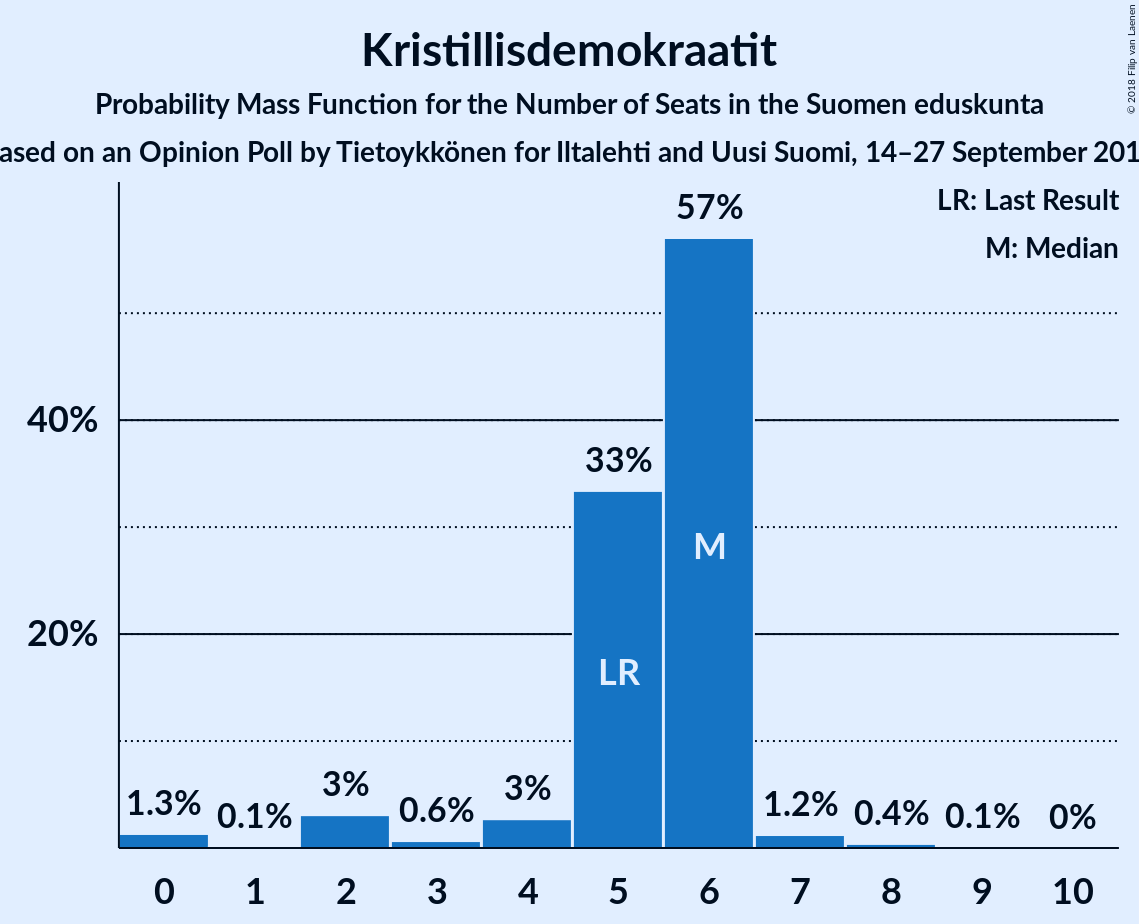 Kristillisdemokraatit
Probability Mass Function for the Number of Seats in the Suomen eduskunta
ased on an Opinion Poll by Tietoykkönen for Iltalehti and Uusi Suomi, 14–27 September 201
© 2018 Filip van Laenen
LR: Last Result
M: Median
57%
40%
33%
M
20%
LR
1.3%
0.1%
3%
0.6%
3%
1.2%
0.4%
0.1%
0%
0 1 2 3 4 5 6 7 8 9 10